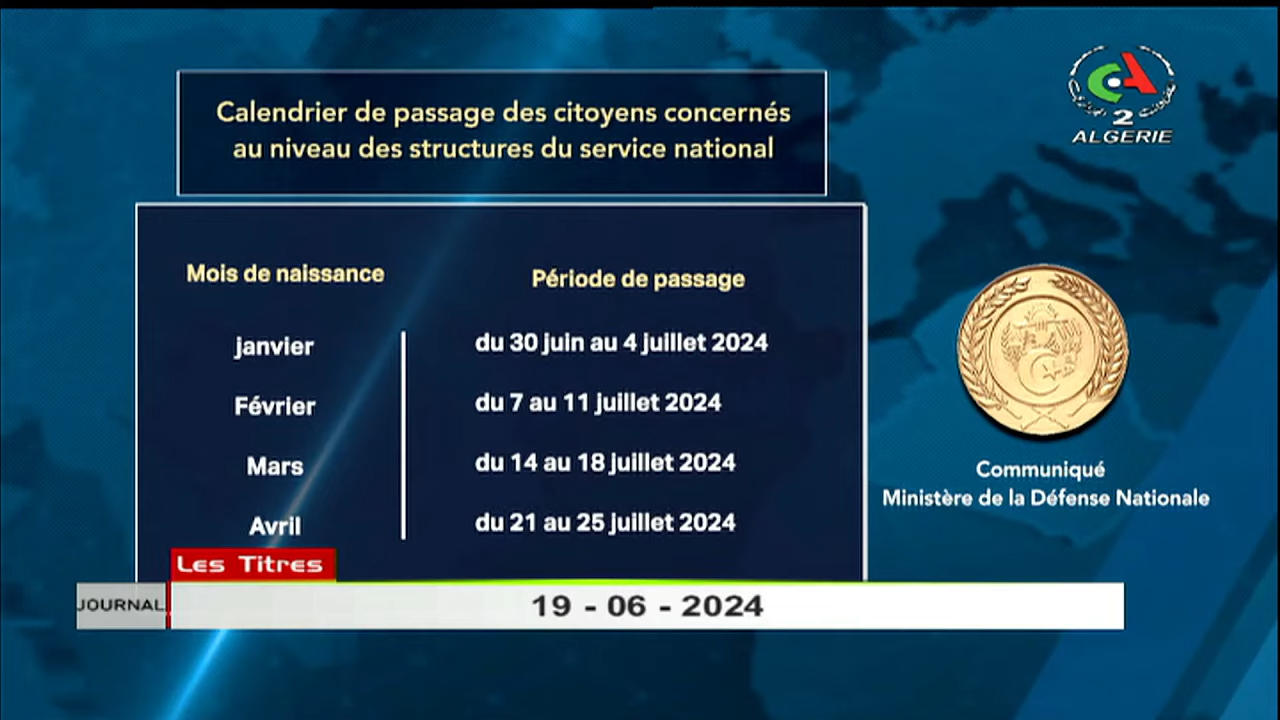 Calendrier de passage des citoyens concernés
au niveau des structures du service national
2
ALGERIE
Mois de naissance
Période de passage
janvier
du 30 juin au 4 juillet 2024
Février
du 7 au 11 juillet 2024
Mars
du 14 au 18 juillet 2024
Avril
du 21 au 25 juillet 2024
Communiqué
Ministère de la Défense Nationale
Les Titres
JOURNAL
19 - 06 - 2024